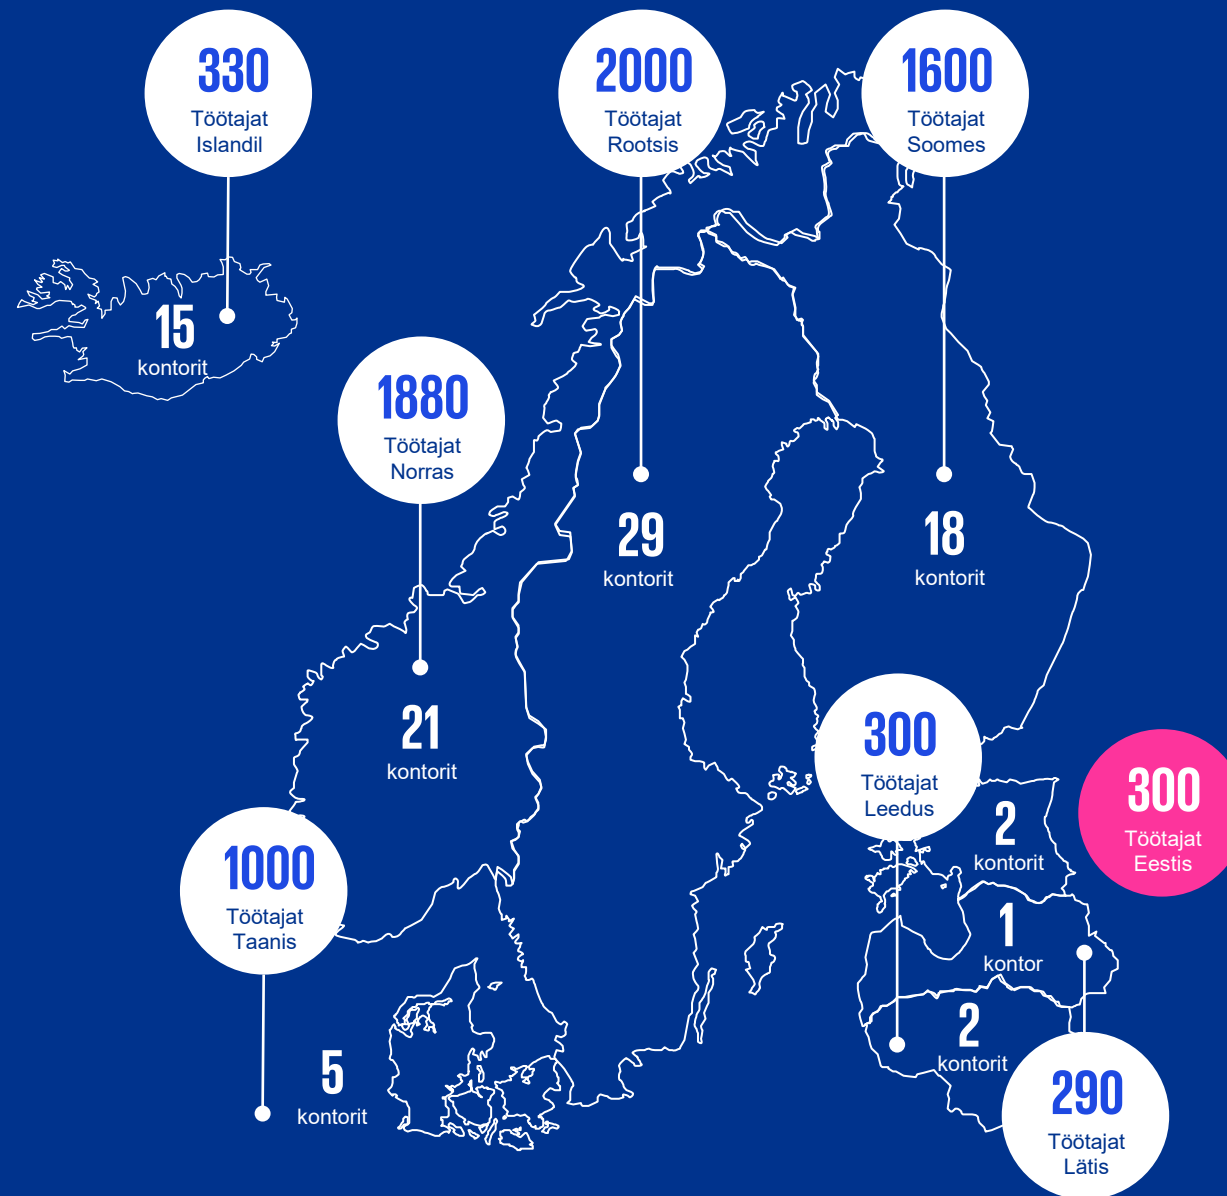 330
Töötajat
Islandil
2000
Töötajat
Rootsis
1600
Töötajat
Soomes
15
kontorit
1880
Töötajat
Norras
29
kontorit
18
kontorit
21
kontorit
300
Töötajat
Leedus
300
Töötajat
Eestis
2
kontorit
1000
Töötajat
Taanis
1
kontor
2
kontorit
5
kontorit
290
Töötajat
Lätis